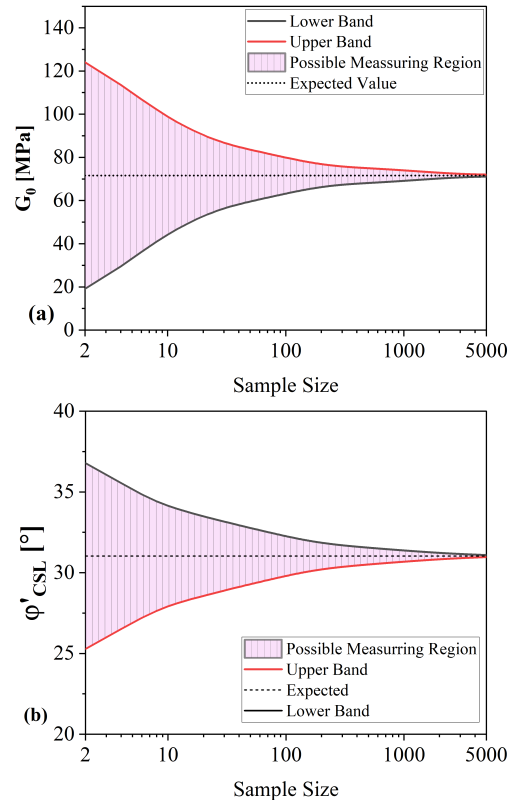 140
120
100
80
60
40
20
0
G₀ [MPa]
Lower Band
Upper Band
Possible Meassuring Region
Expected Value
(a)
2
10
100
1000
5000
Sample Size
40
35
30
25
20
φ'CSL [°]
Possible Measurring Region
Upper Band
Expected
Lower Band
(b)
2
10
100
1000
5000
Sample Size